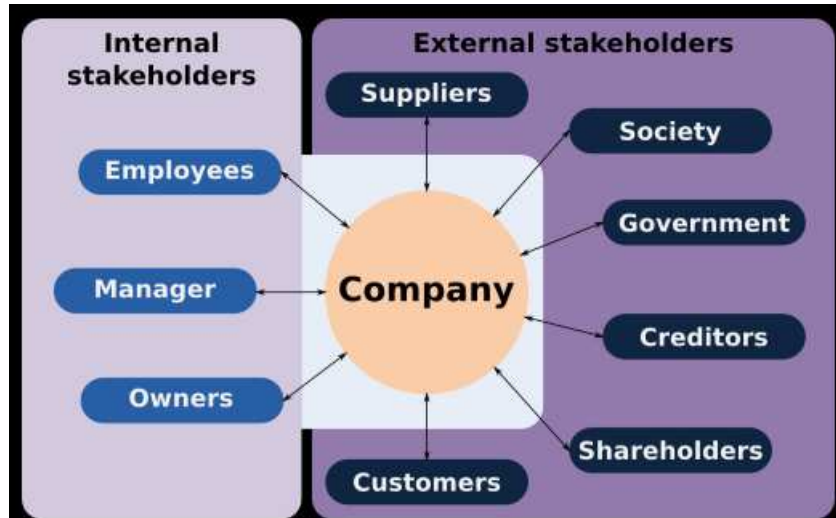 Internal
stakeholders
External stakeholders
Suppliers
Society
Employees
Government
Manager
Company
Creditors
Owners
Shareholders
Customers